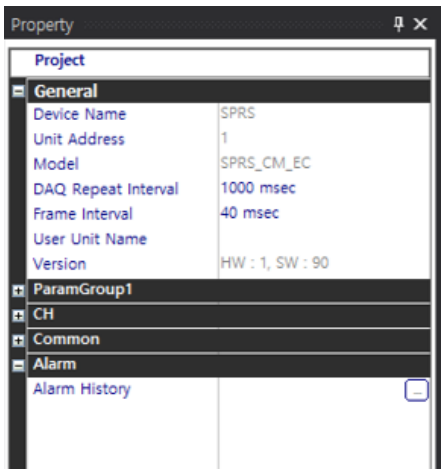 Property
Project
General
Device Name SPRS
Unit Address 1
Model SPRS_CM_EC
DAQ Repeat Interval 1000 msec
Frame Interval 40 msec
User Unit Name
Version HW : 1, SW : 90
ParamGroup1
CH
Common
Alarm
Alarm History ...